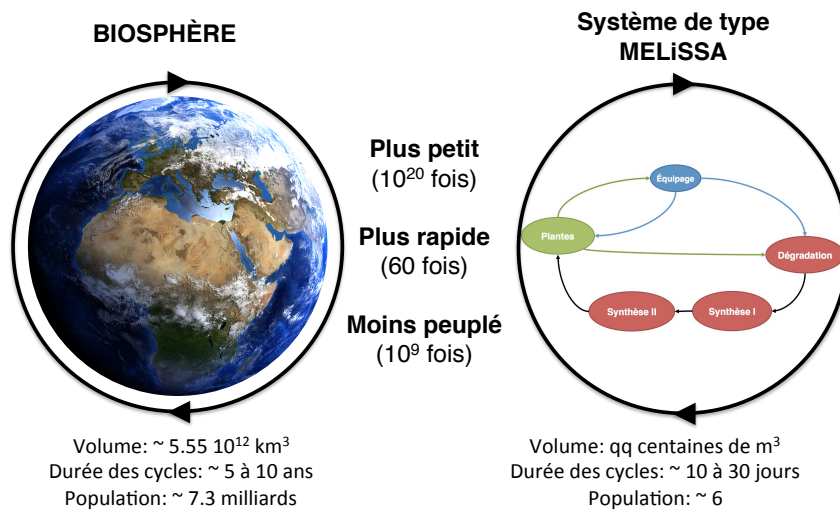 BIOSPHÈRE
Système de type
MELiSSA
Plus petit
(10²⁰ fois)
Plus rapide
(60 fois)
Moins peuplé
(10⁹ fois)
Équipage
Plantes
Dégradation
Synthèse II
Synthèse I
Volume: ~ 5.55 10¹² km³
Durée des cycles: ~ 5 à 10 ans
Population: ~ 7.3 milliards
Volume: qq centaines de m³
Durée des cycles: ~ 10 à 30 jours
Population: ~ 6